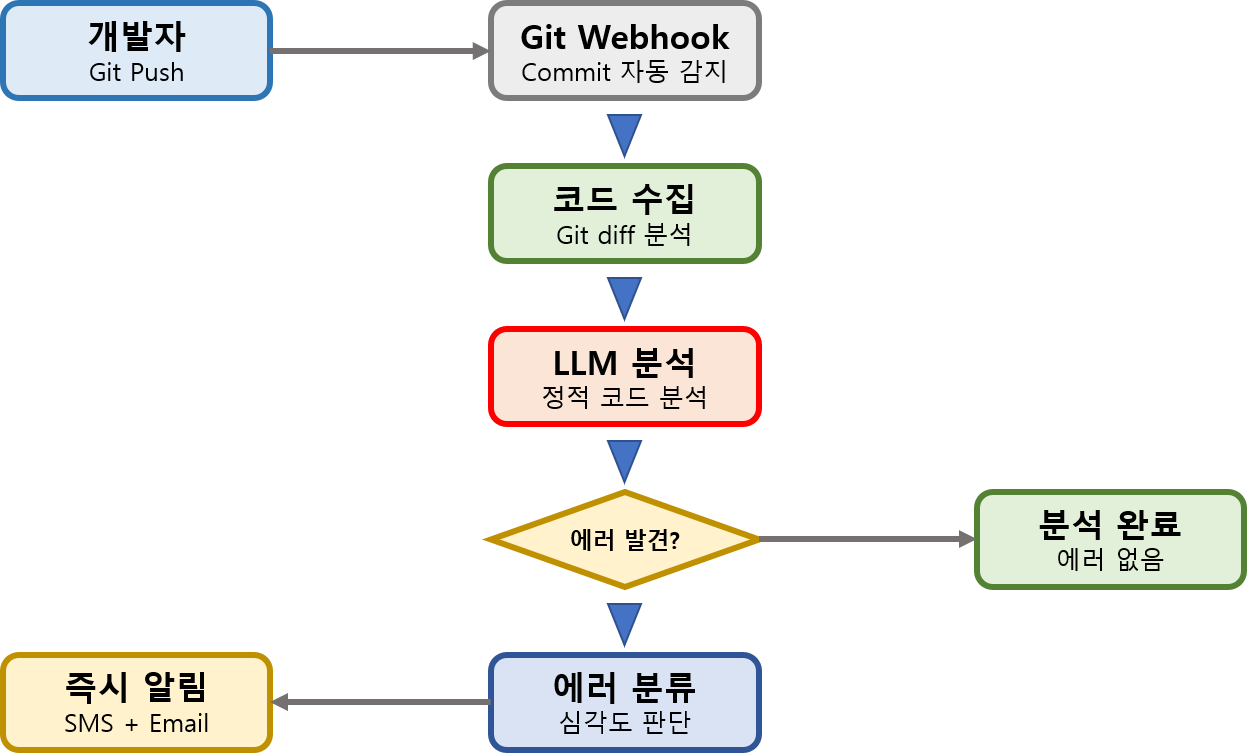 개발자
Git Push
Git Webhook
Commit 자동 감지
코드 수집
Git diff 분석
LLM 분석
정적 코드 분석
에러 발견?
분석 완료
에러 없음
에러 분류
심각도 판단
즉시 알림
SMS + Email